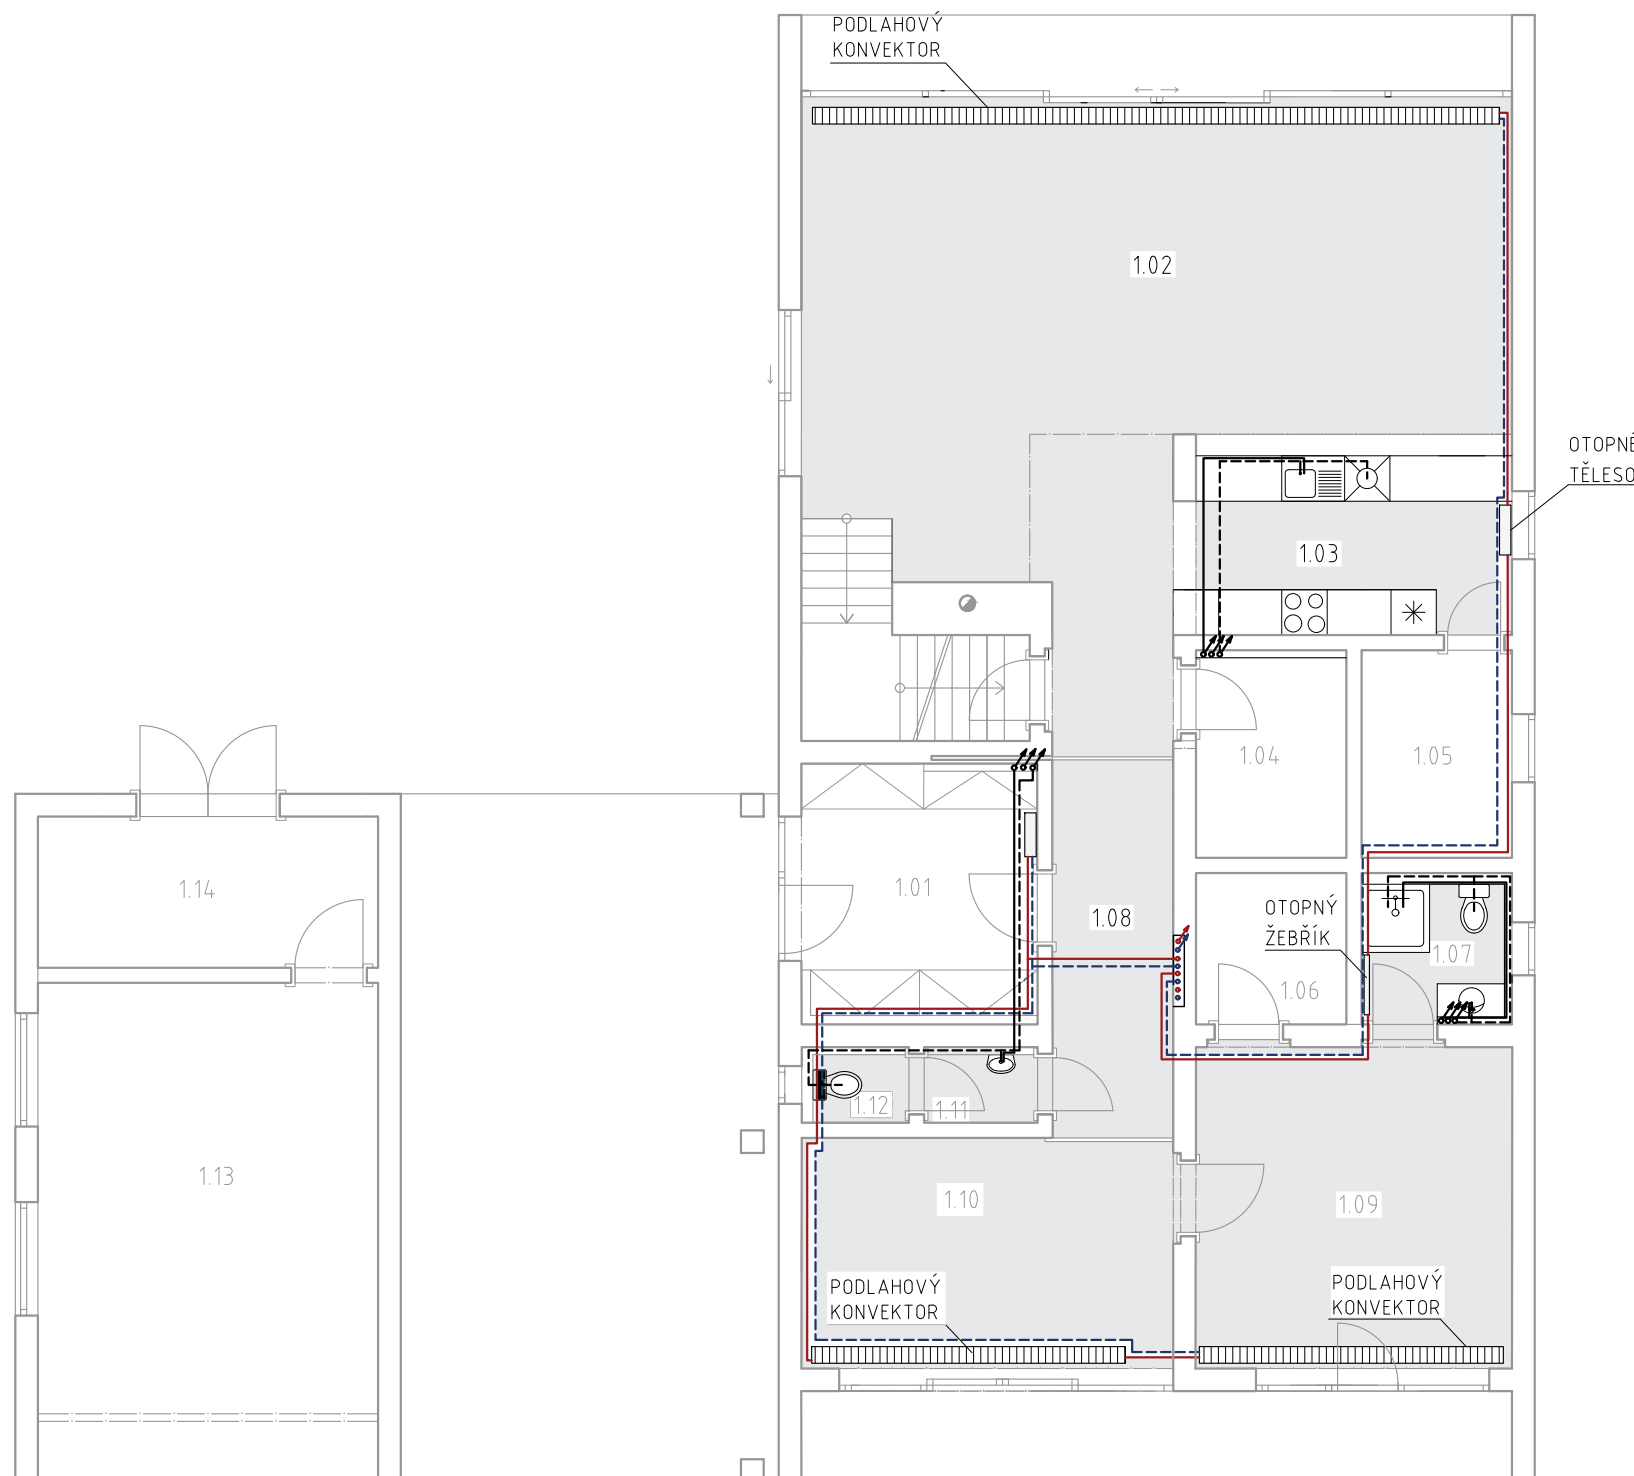 PODLAHOVÝ
KONVEKTOR
1.02
OTOPNÉ
TĚLESO
1.03
1.04
1.05
1.14
1.01
1.08
OTOPNÝ
ŽEBŘÍK
1.07
1.06
1.12
1.11
1.13
1.10
1.09
PODLAHOVÝ
KONVEKTOR
PODLAHOVÝ
KONVEKTOR